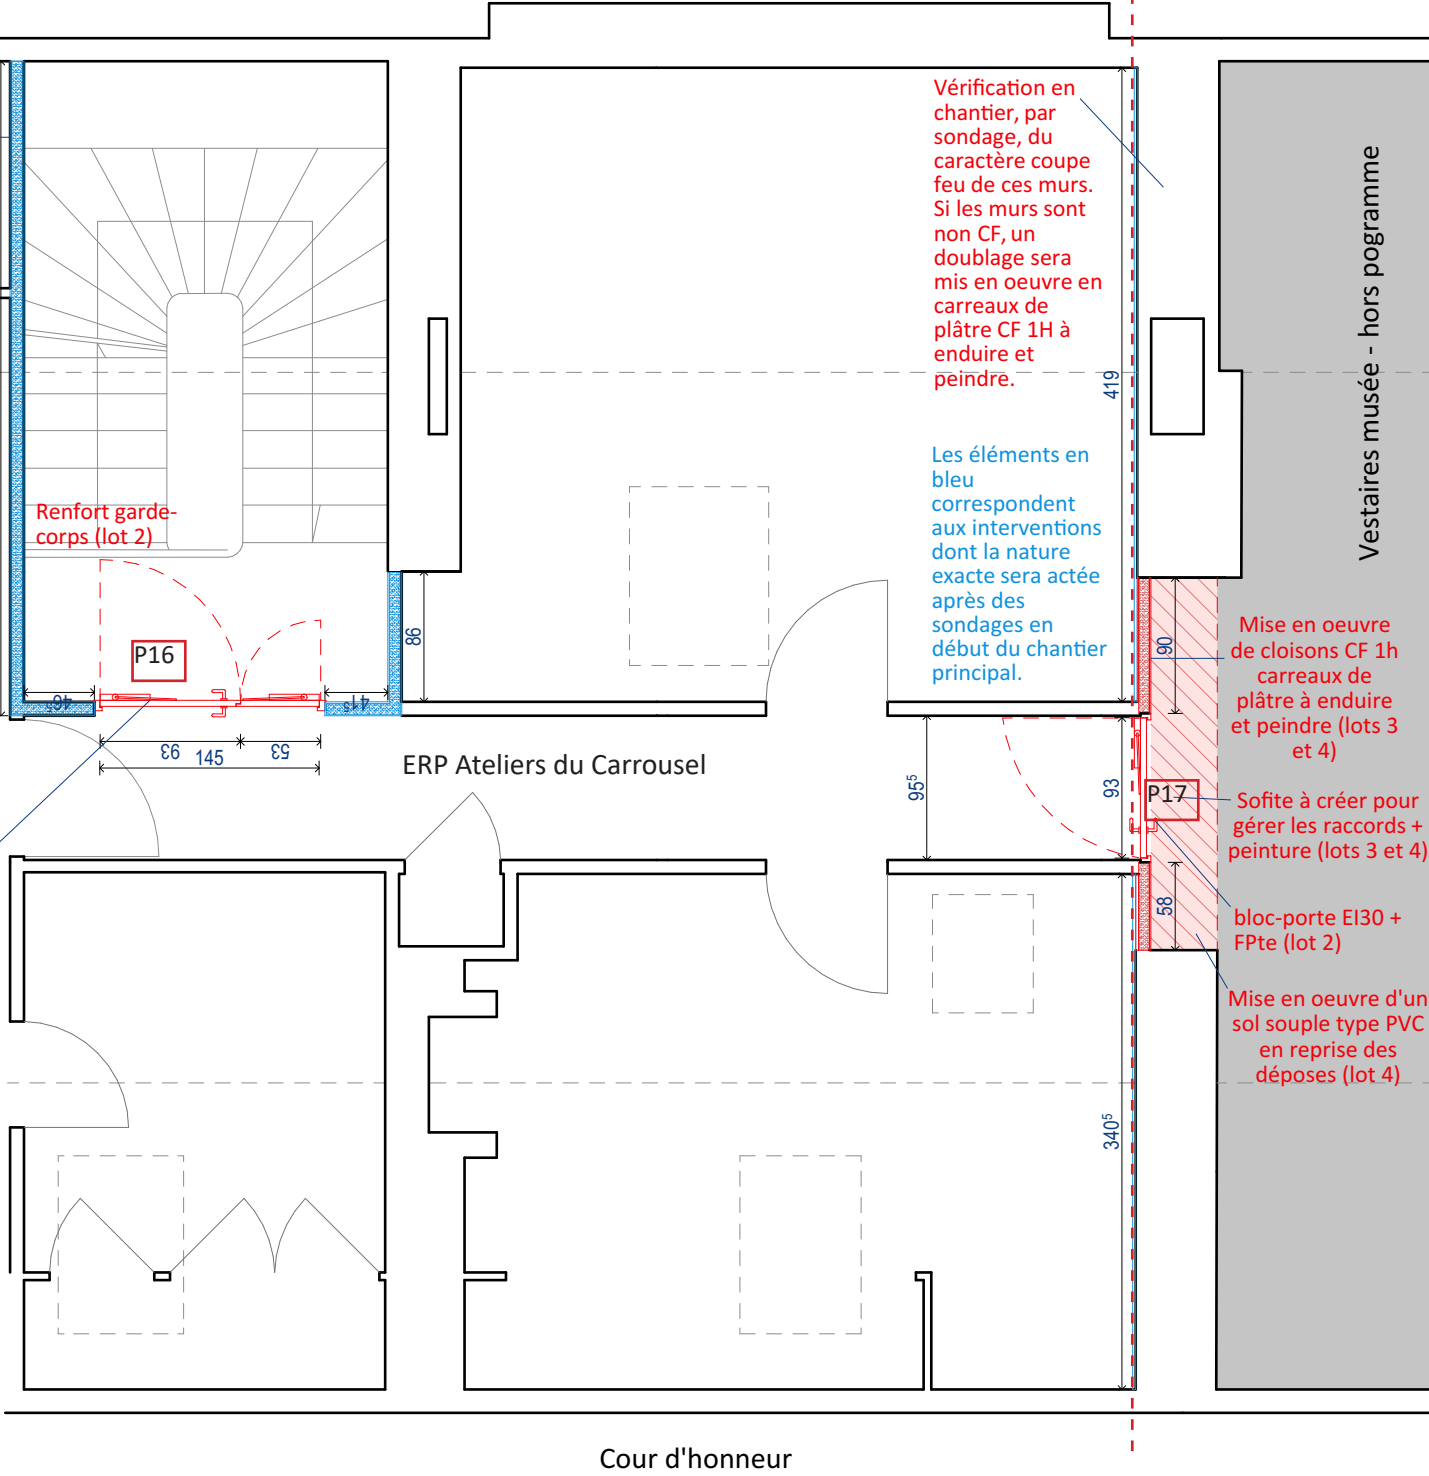 Vérification en
chantier, par
sondage, du
caractère coupe
feu de ces murs.
Si les murs sont
non CF, un
doublage sera
mis en oeuvre en
carreaux de
plâtre CF 1H à
enduire et
peindre.
419
Les éléments en
bleu
correspondent
aux interventions
dont la nature
exacte sera actée
après des
sondages en
début du chantier
principal.
Vestaires musée - hors pogramme
Renfort garde-
corps (lot 2)
P16
86
46⁵
41⁵
93
53
145
ERP Ateliers du Carrousel
95⁵
93
90
Mise en oeuvre
de cloisons CF 1h
carreaux de
plâtre à enduire
et peindre (lots 3
et 4)
P17
Sofite à créer pour
gérer les raccords +
peinture (lots 3 et 4)
58
bloc-porte EI30 +
FPte (lot 2)
Mise en oeuvre d'un
sol souple type PVC
en reprise des
déposes (lot 4)
340⁵
Cour d'honneur